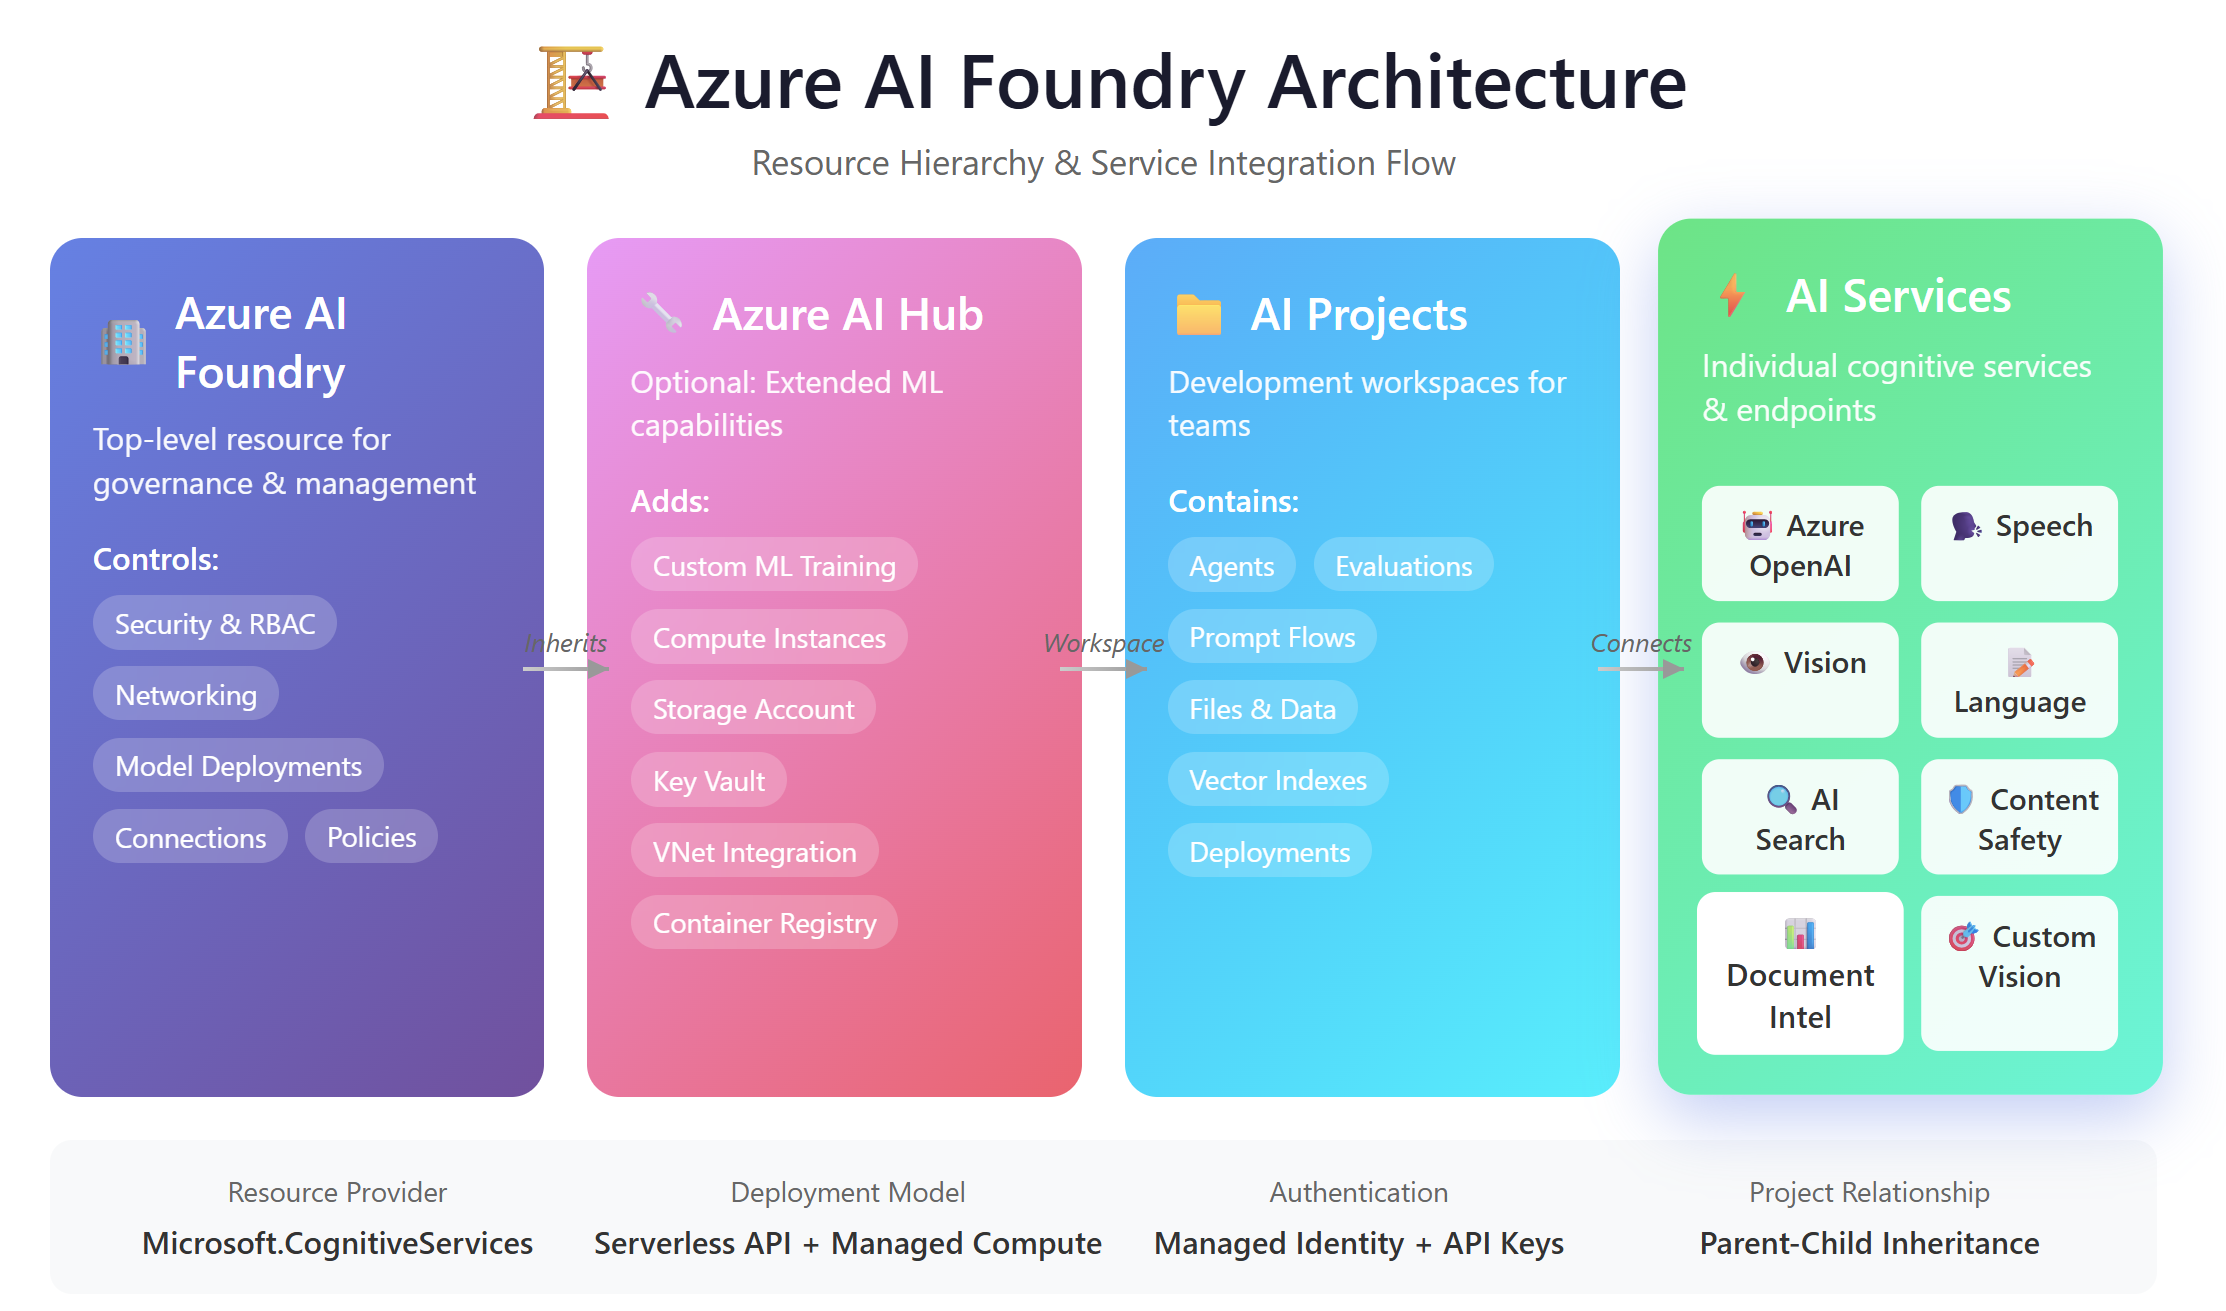 Azure AI Foundry Architecture
Resource Hierarchy & Service Integration Flow
Azure AI
Foundry
Top-level resource for
governance & management
Controls:
Security & RBAC
Networking
Model Deployments
Connections
Policies
Inherits
Azure AI Hub
Optional: Extended ML
capabilities
Adds:
Custom ML Training
Compute Instances
Storage Account
Key Vault
VNet Integration
Container Registry
Workspace
AI Projects
Development workspaces for
teams
Contains:
Agents
Evaluations
Prompt Flows
Files & Data
Vector Indexes
Deployments
Connects
AI Services
Individual cognitive services
& endpoints
Azure
OpenAI
Speech
Vision
Language
AI
Search
Content
Safety
Document
Intel
Custom
Vision
Resource Provider
Microsoft.CognitiveServices
Deployment Model
Serverless API + Managed Compute
Authentication
Managed Identity + API Keys
Project Relationship
Parent-Child Inheritance